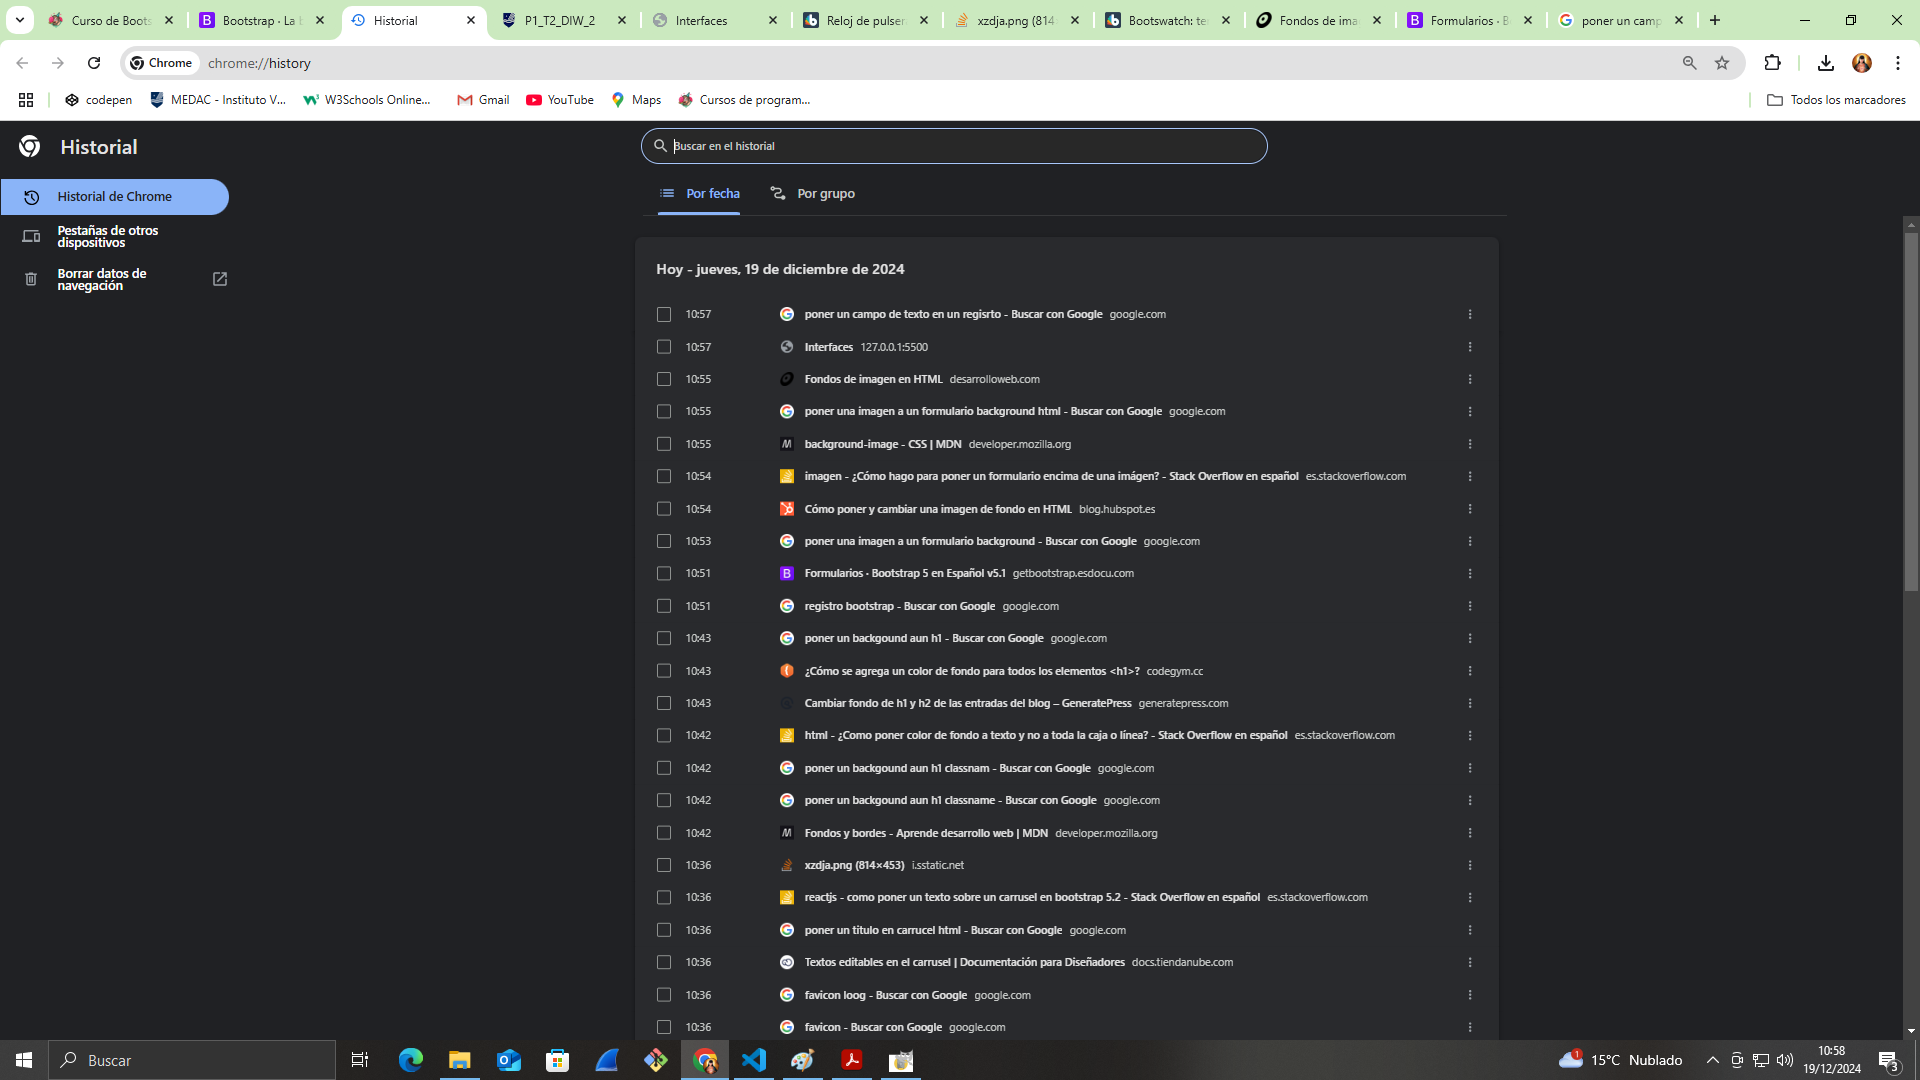 Curso de Boots
Bootstrap · La b
Historial
P1_T2_DIW_2
Interfaces
Reloj de pulser
xzdja.png (814
Bootswatch: te
Fondos de ima
Formularios · B
poner un camp
Chrome
chrome://history
codepen
MEDAC - Instituto V...
W3Schools Online...
Gmail
YouTube
Maps
Cursos de program...
Todos los marcadores
Historial
Buscar en el historial
Historial de Chrome
Por fecha
Por grupo
Pestañas de otros
dispositivos
Borrar datos de
navegación
Hoy - jueves, 19 de diciembre de 2024
10:57 poner un campo de texto en un regisrto - Buscar con Google google.com
10:57 Interfaces 127.0.0.1:5500
10:55 Fondos de imagen en HTML desarrolloweb.com
10:55 poner una imagen a un formulario background html - Buscar con Google google.com
10:55 background-image - CSS | MDN developer.mozilla.org
10:54 imagen - ¿Cómo hago para poner un formulario encima de una imágen? - Stack Overflow en español es.stackoverflow.com
10:54 Cómo poner y cambiar una imagen de fondo en HTML blog.hubspot.es
10:53 poner una imagen a un formulario background - Buscar con Google google.com
10:51 Formularios · Bootstrap 5 en Español v5.1 getbootstrap.esdocu.com
10:51 registro bootstrap - Buscar con Google google.com
10:43 poner un backgound aun h1 - Buscar con Google google.com
10:43 ¿Cómo se agrega un color de fondo para todos los elementos <h1>? codegym.cc
10:43 Cambiar fondo de h1 y h2 de las entradas del blog – GeneratePress generatepress.com
10:42 html - ¿Como poner color de fondo a texto y no a toda la caja o línea? - Stack Overflow en español es.stackoverflow.com
10:42 poner un backgound aun h1 classnam - Buscar con Google google.com
10:42 poner un backgound aun h1 classname - Buscar con Google google.com
10:42 Fondos y bordes - Aprende desarrollo web | MDN developer.mozilla.org
10:36 xzdja.png (814×453) i.sstatic.net
10:36 reactjs - como poner un texto sobre un carrusel en bootstrap 5.2 - Stack Overflow en español es.stackoverflow.com
10:36 poner un titulo en carrucel html - Buscar con Google google.com
10:36 Textos editables en el carrusel | Documentación para Diseñadores docs.tiendanube.com
10:36 favicon loog - Buscar con Google google.com
10:36 favicon - Buscar con Google google.com
Buscar
1
15°C Nublado
10:58
19/12/2024
3